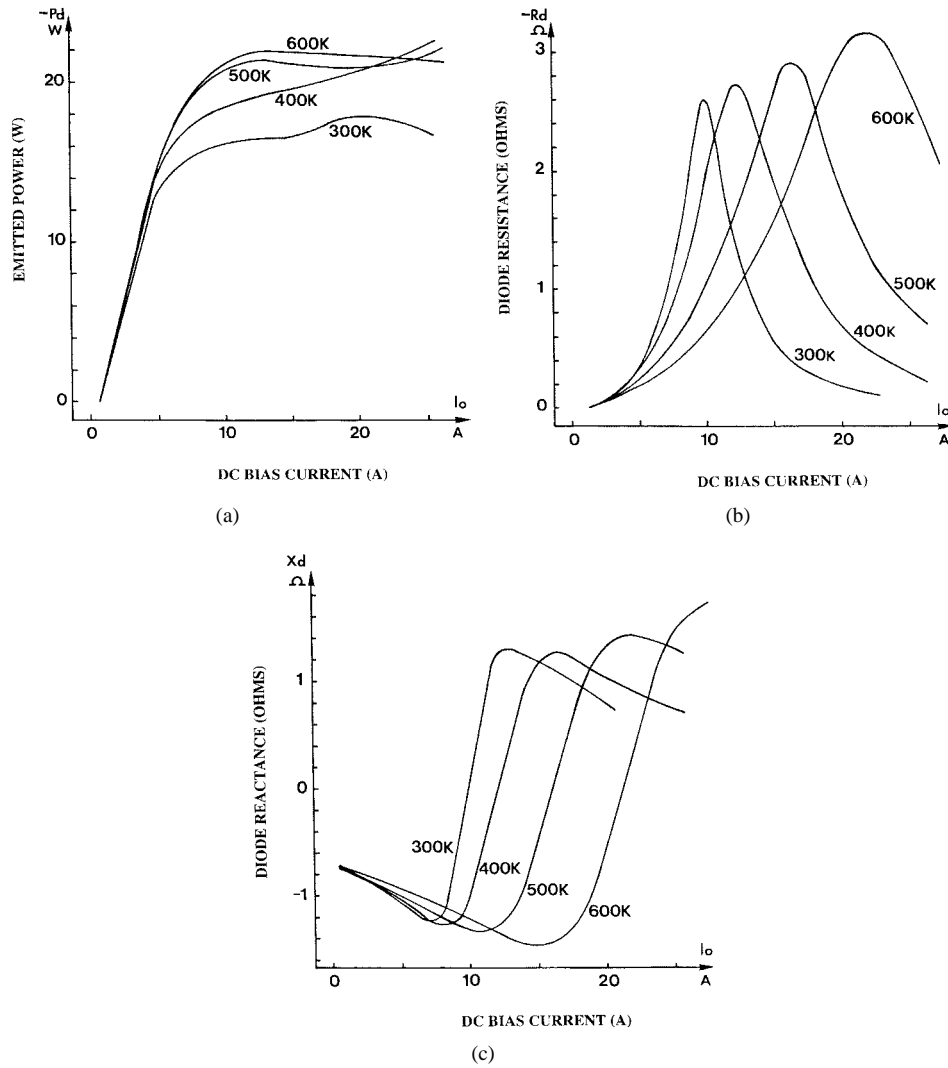 -Pd
W
20
10
0
600K
500K
400K
300K
0 10 20
Io
A
EMITTED POWER (W)
DC BIAS CURRENT (A)
(a)
-Rd
Ω
3
2
1
0
600K
500K
400K
300K
0 10 20
Io
A
DIODE RESISTANCE (OHMS)
DC BIAS CURRENT (A)
(b)
Xd
Ω
1
0
-1
300K
400K
500K
600K
0 10 20
Io
A
DIODE REACTANCE (OHMS)
DC BIAS CURRENT (A)
(c)